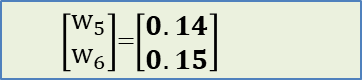 [w₅] = [0.14]
[w₆] = [0.15]